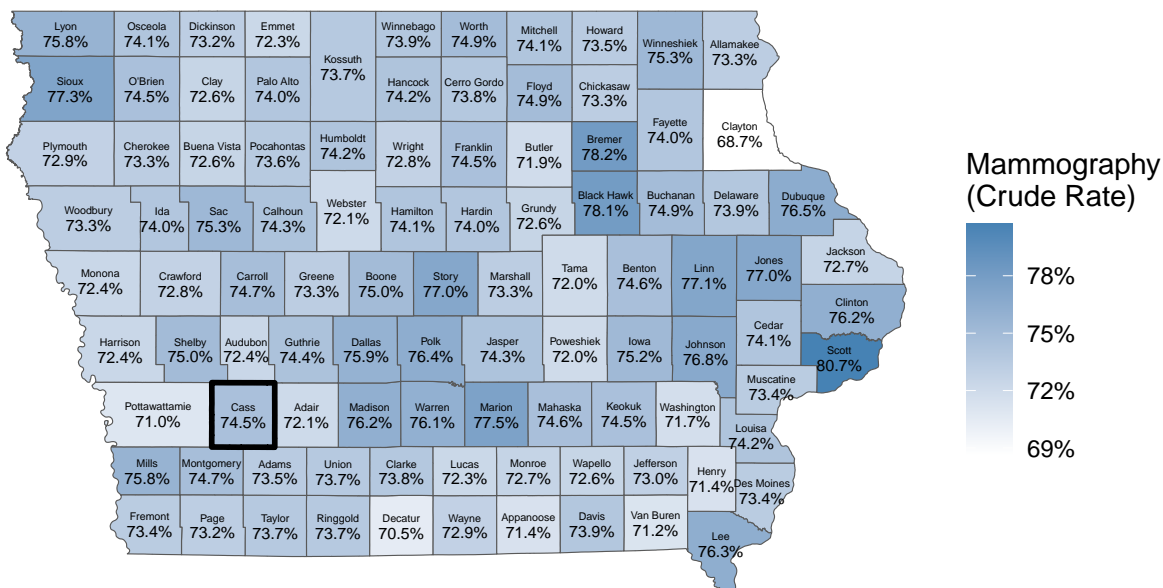 Lyon
75.8%
Osceola
74.1%
Dickinson
73.2%
Emmet
72.3%
Kossuth
73.7%
Winnebago
73.9%
Worth
74.9%
Mitchell
74.1%
Howard
73.5%
Winneshiek
75.3%
Allamakee
73.3%
Sioux
77.3%
O'Brien
74.5%
Clay
72.6%
Palo Alto
74.0%
Hancock
74.2%
Cerro Gordo
73.8%
Floyd
74.9%
Chickasaw
73.3%
Fayette
74.0%
Clayton
68.7%
Plymouth
72.9%
Cherokee
73.3%
Buena Vista
72.6%
Pocahontas
73.6%
Humboldt
74.2%
Wright
72.8%
Franklin
74.5%
Butler
71.9%
Bremer
78.2%
Woodbury
73.3%
Ida
74.0%
Sac
75.3%
Calhoun
74.3%
Webster
72.1%
Hamilton
74.1%
Hardin
74.0%
Grundy
72.6%
Black Hawk
78.1%
Buchanan
74.9%
Delaware
73.9%
Dubuque
76.5%
Monona
72.4%
Crawford
72.8%
Carroll
74.7%
Greene
73.3%
Boone
75.0%
Story
77.0%
Marshall
73.3%
Tama
72.0%
Benton
74.6%
Linn
77.1%
Jones
77.0%
Jackson
72.7%
Clinton
76.2%
Harrison
72.4%
Shelby
75.0%
Audubon
72.4%
Guthrie
74.4%
Dallas
75.9%
Polk
76.4%
Jasper
74.3%
Poweshiek
72.0%
Iowa
75.2%
Johnson
76.8%
Cedar
74.1%
Scott
80.7%
Muscatine
73.4%
Pottawattamie
71.0%
Cass
74.5%
Adair
72.1%
Madison
76.2%
Warren
76.1%
Marion
77.5%
Mahaska
74.6%
Keokuk
74.5%
Washington
71.7%
Louisa
74.2%
Mills
75.8%
Montgomery
74.7%
Adams
73.5%
Union
73.7%
Clarke
73.8%
Lucas
72.3%
Monroe
72.7%
Wapello
72.6%
Jefferson
73.0%
Henry
71.4%
Des Moines
73.4%
Fremont
73.4%
Page
73.2%
Taylor
73.7%
Ringgold
73.7%
Decatur
70.5%
Wayne
72.9%
Appanoose
71.4%
Davis
73.9%
Van Buren
71.2%
Lee
76.3%
Mammography
(Crude Rate)
78%
75%
72%
69%